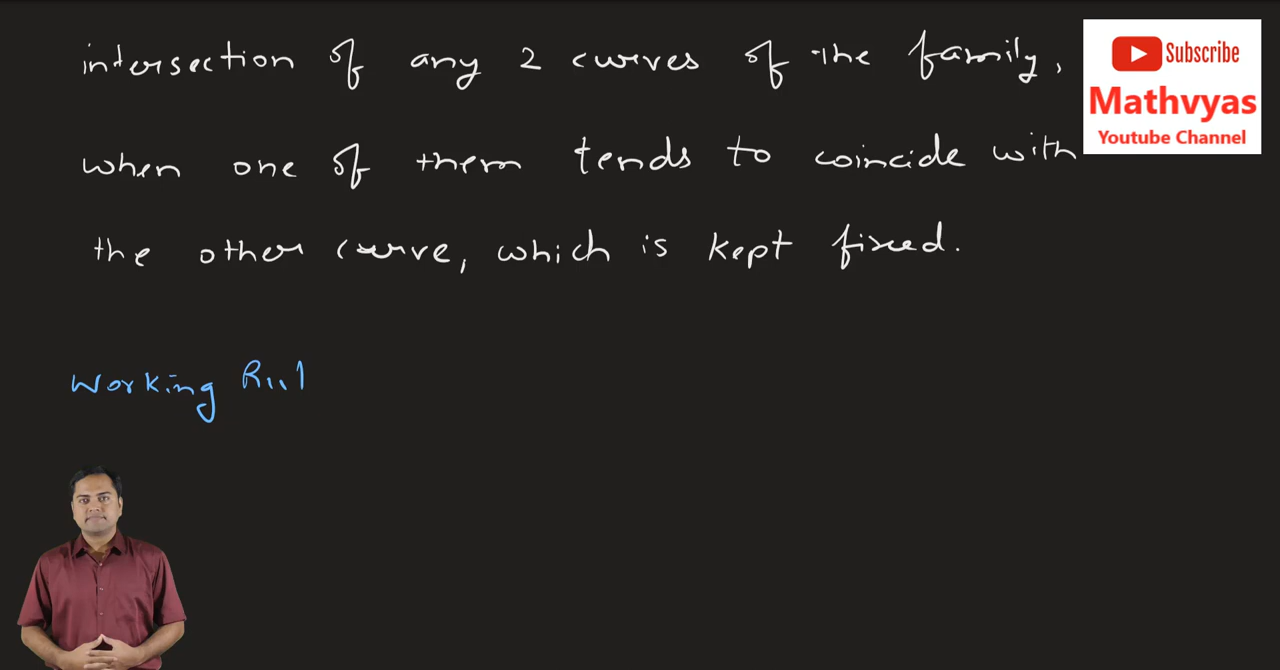 intersection of any 2 curves of the family,
when one of them tends to coincide with
the other curve, which is kept fixed.
Working Rul
Subscribe
Mathvyas
Youtube Channel